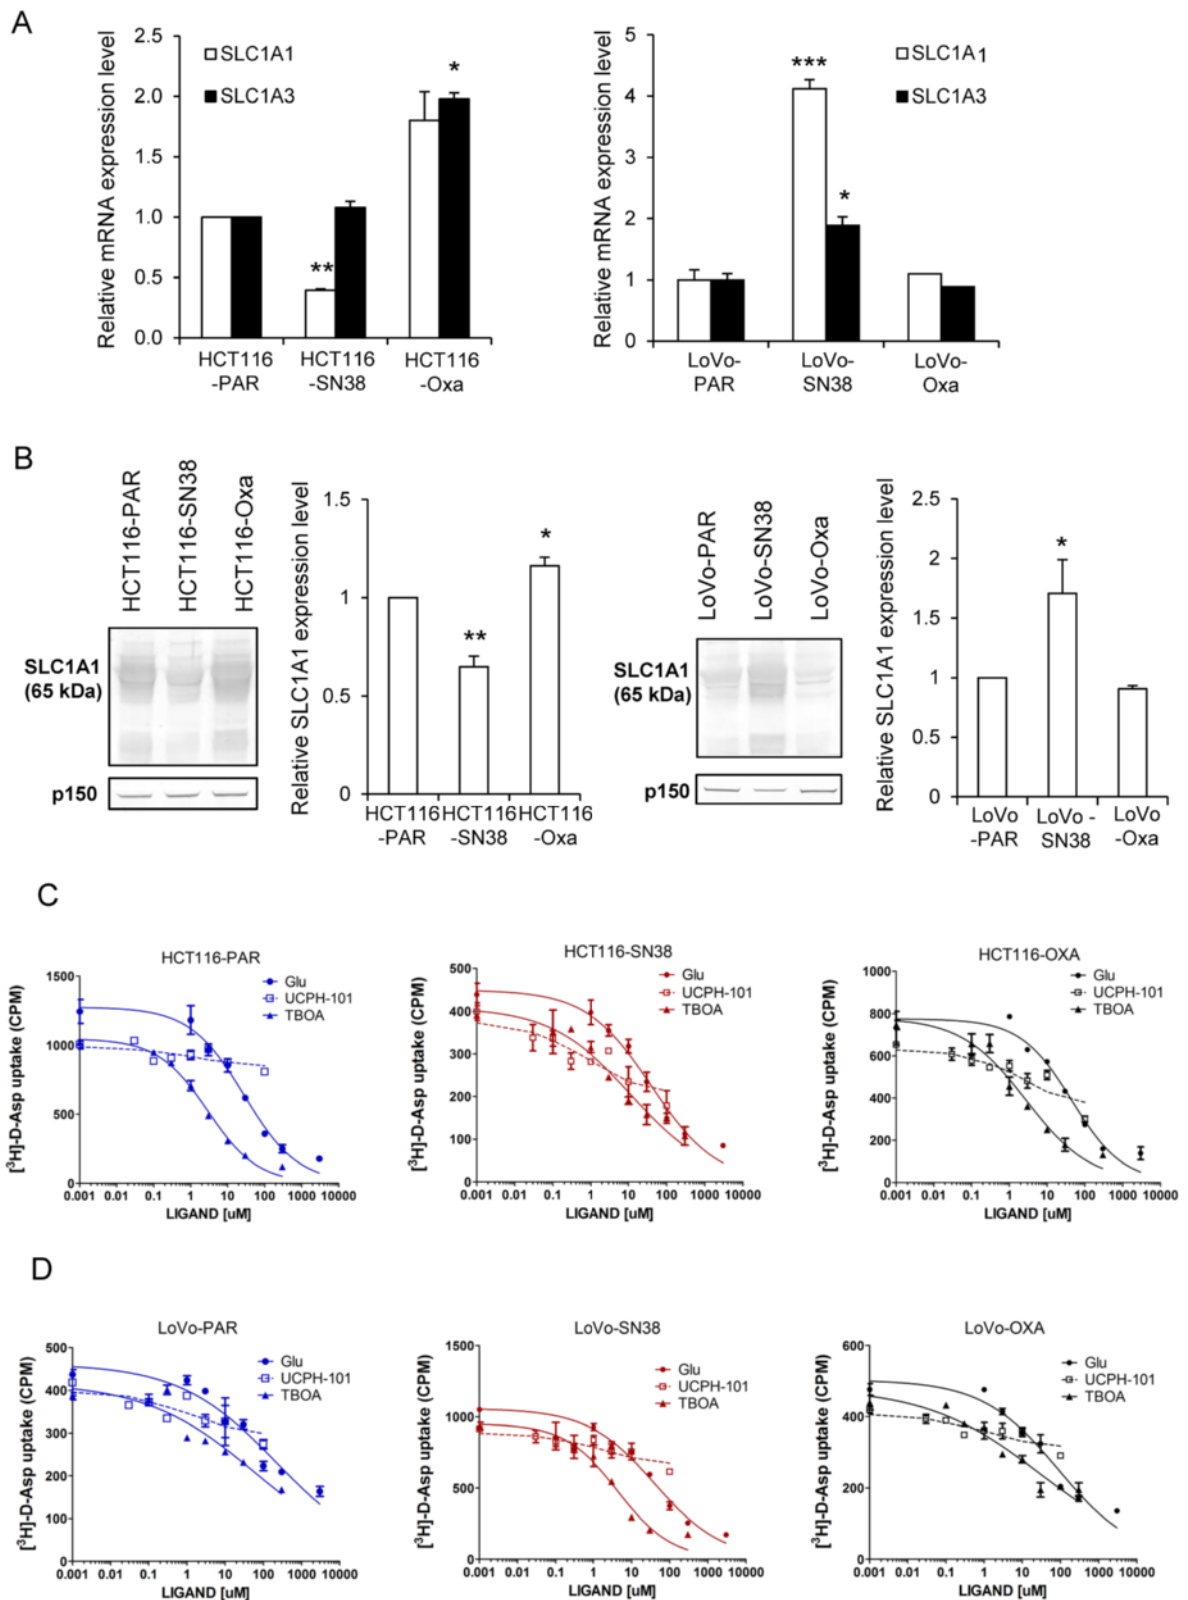 A
Relative mRNA expression level
2.5
2.0
1.5
1.0
0.5
0.0
SLC1A1
SLC1A3
**
*
HCT116
-PAR
HCT116
-SN38
HCT116
-Oxa
Relative mRNA expression level
5
4
3
2
1
0
SLC1A1
SLC1A3
***
*
LoVo-
PAR
LoVo-
SN38
LoVo-
Oxa
B
HCT116-PAR
HCT116-SN38
HCT116-Oxa
SLC1A1
(65 kDa)
p150
Relative SLC1A1 expression level
1.5
1
0.5
0
**
*
HCT116
-PAR
HCT116
-SN38
HCT116
-Oxa
LoVo-PAR
LoVo-SN38
LoVo-Oxa
SLC1A1
(65 kDa)
p150
Relative SLC1A1 expression level
2.5
2
1.5
1
0.5
0
*
LoVo
-PAR
LoVo -
SN38
LoVo
-Oxa
C
HCT116-PAR
[³H]-D-Asp uptake (CPM)
1500
1000
500
0
Glu
UCPH-101
TBOA
0.001 0.01 0.1 1 10 100 1000 10000
LIGAND [uM]
HCT116-SN38
[³H]-D-Asp uptake (CPM)
500
400
300
200
100
0
Glu
UCPH-101
TBOA
0.001 0.01 0.1 1 10 100 1000 10000
LIGAND [uM]
HCT116-OXA
[³H]-D-Asp uptake (CPM)
1000
800
600
400
200
0
Glu
UCPH-101
TBOA
0.001 0.01 0.1 1 10 100 1000 10000
LIGAND [uM]
D
LoVo-PAR
[³H]-D-Asp uptake (CPM)
500
400
300
200
100
0
Glu
UCPH-101
TBOA
0.001 0.01 0.1 1 10 100 1000 10000
LIGAND [uM]
LoVo-SN38
[³H]-D-Asp uptake (CPM)
1500
1000
500
0
Glu
UCPH-101
TBOA
0.001 0.01 0.1 1 10 100 1000 10000
LIGAND [uM]
LoVo-OXA
[³H]-D-Asp uptake (CPM)
600
400
200
0
Glu
UCPH-101
TBOA
0.001 0.01 0.1 1 10 100 1000 10000
LIGAND [uM]